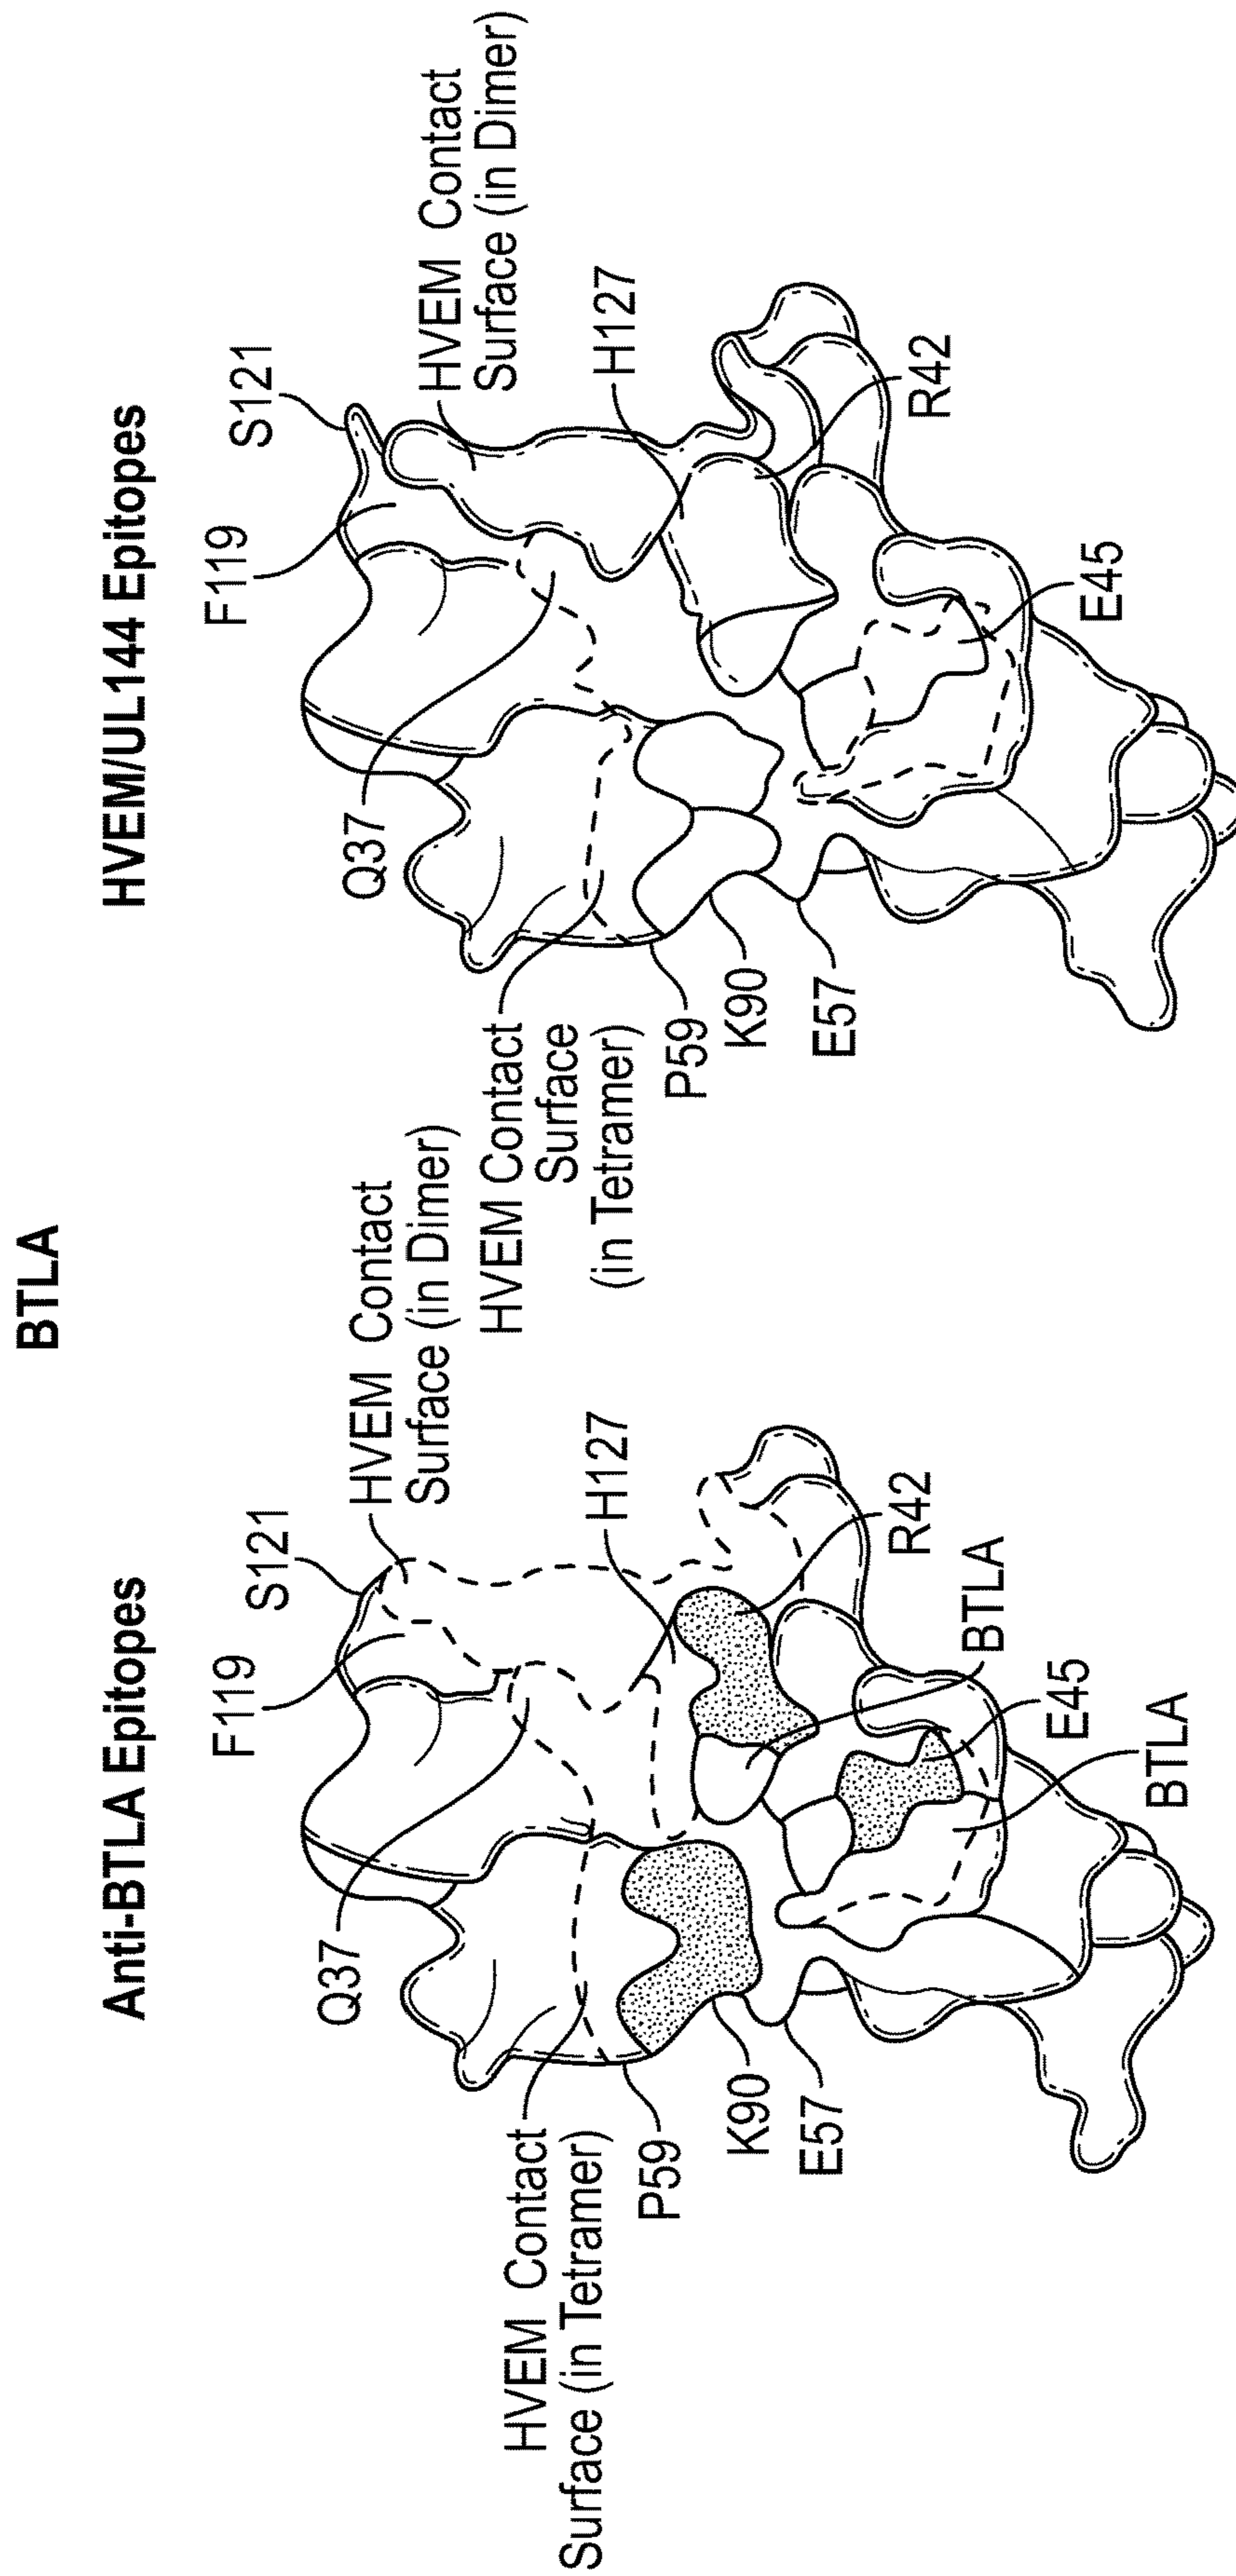 BTLA
Anti-BTLA Epitopes
F119
S121
Q37
HVEM Contact
Surface (in Dimer)
HVEM Contact
Surface (in Tetramer)
H127
P59
K90
E57
R42
BTLA
E45
BTLA
HVEM/UL144 Epitopes
F119
S121
Q37
HVEM Contact
Surface (in Dimer)
HVEM Contact
Surface
(in Tetramer)
H127
P59
K90
E57
R42
E45